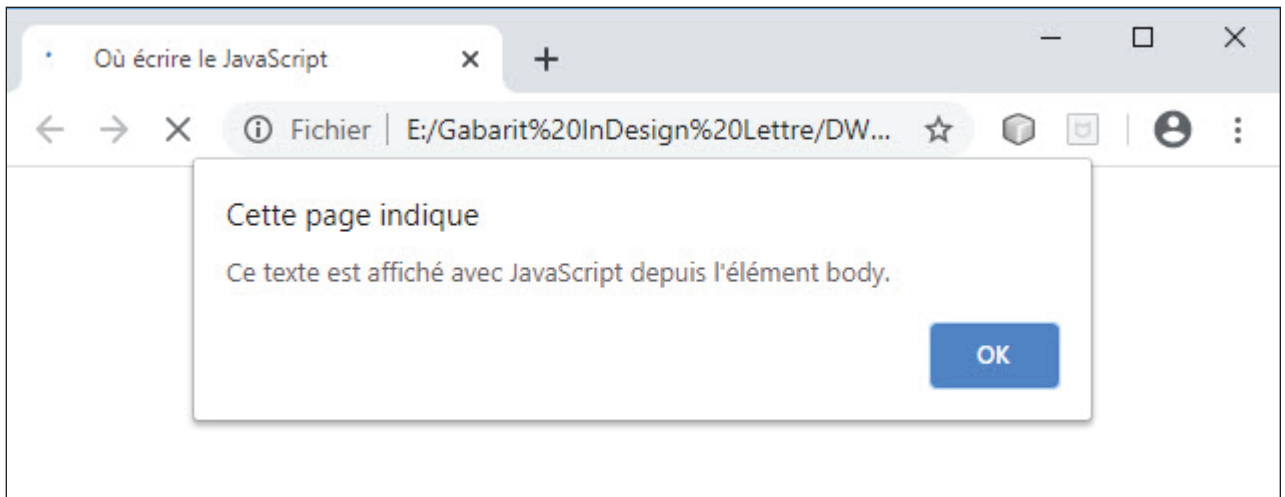 Où écrire le JavaScript
Fichier E:/Gabarit%20InDesign%20Lettre/DW...
Cette page indique
Ce texte est affiché avec JavaScript depuis l'élément body.
OK